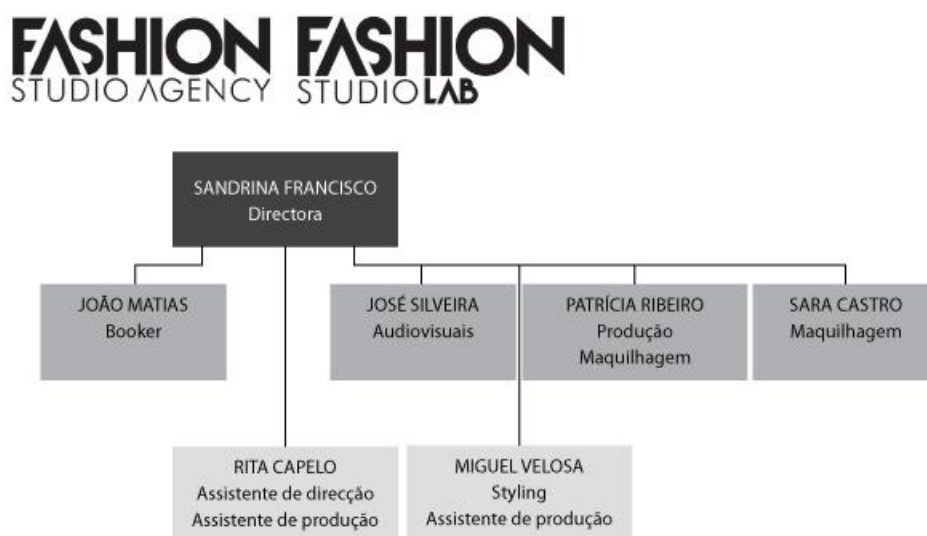 FASHION
STUDIO AGENCY
FASHION
STUDIO LAB
SANDRINA FRANCISCO
Directora
JOÃO MATIAS
Booker
JOSÉ SILVEIRA
Audiovisuais
PATRÍCIA RIBEIRO
Produção
Maquilhagem
SARA CASTRO
Maquilhagem
RITA CAPELO
Assistente de direcção
Assistente de produção
MIGUEL VELOSA
Styling
Assistente de produção